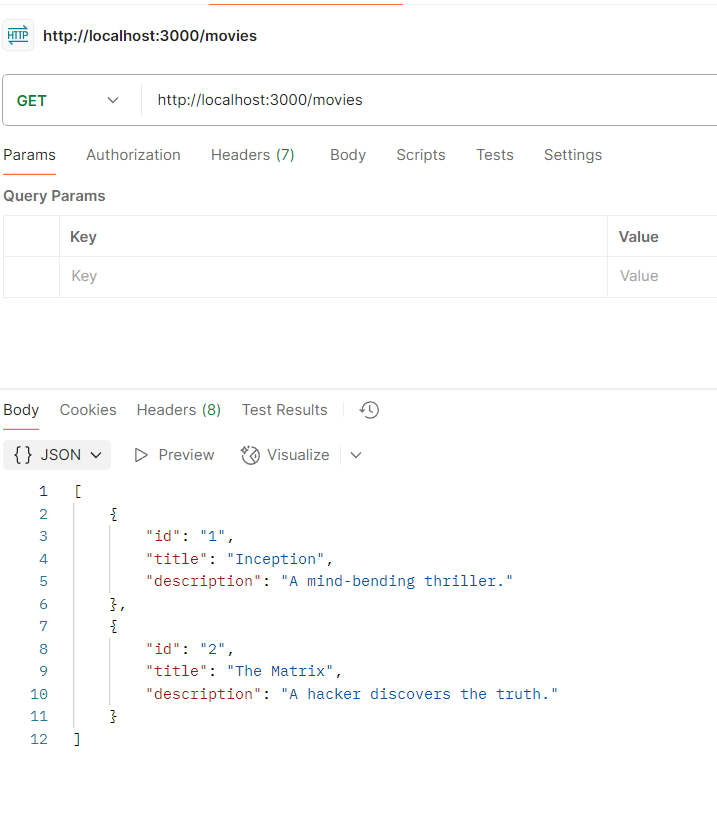 HTTP http://localhost:3000/movies
GET http://localhost:3000/movies
Params Authorization Headers (7) Body Scripts Tests Settings
Query Params
Key Value
Key Value
Body Cookies Headers (8) Test Results
{} JSON Preview Visualize
1 [
2 {
3 "id": "1",
4 "title": "Inception",
5 "description": "A mind-bending thriller."
6 },
7 {
8 "id": "2",
9 "title": "The Matrix",
10 "description": "A hacker discovers the truth."
11 }
12 ]